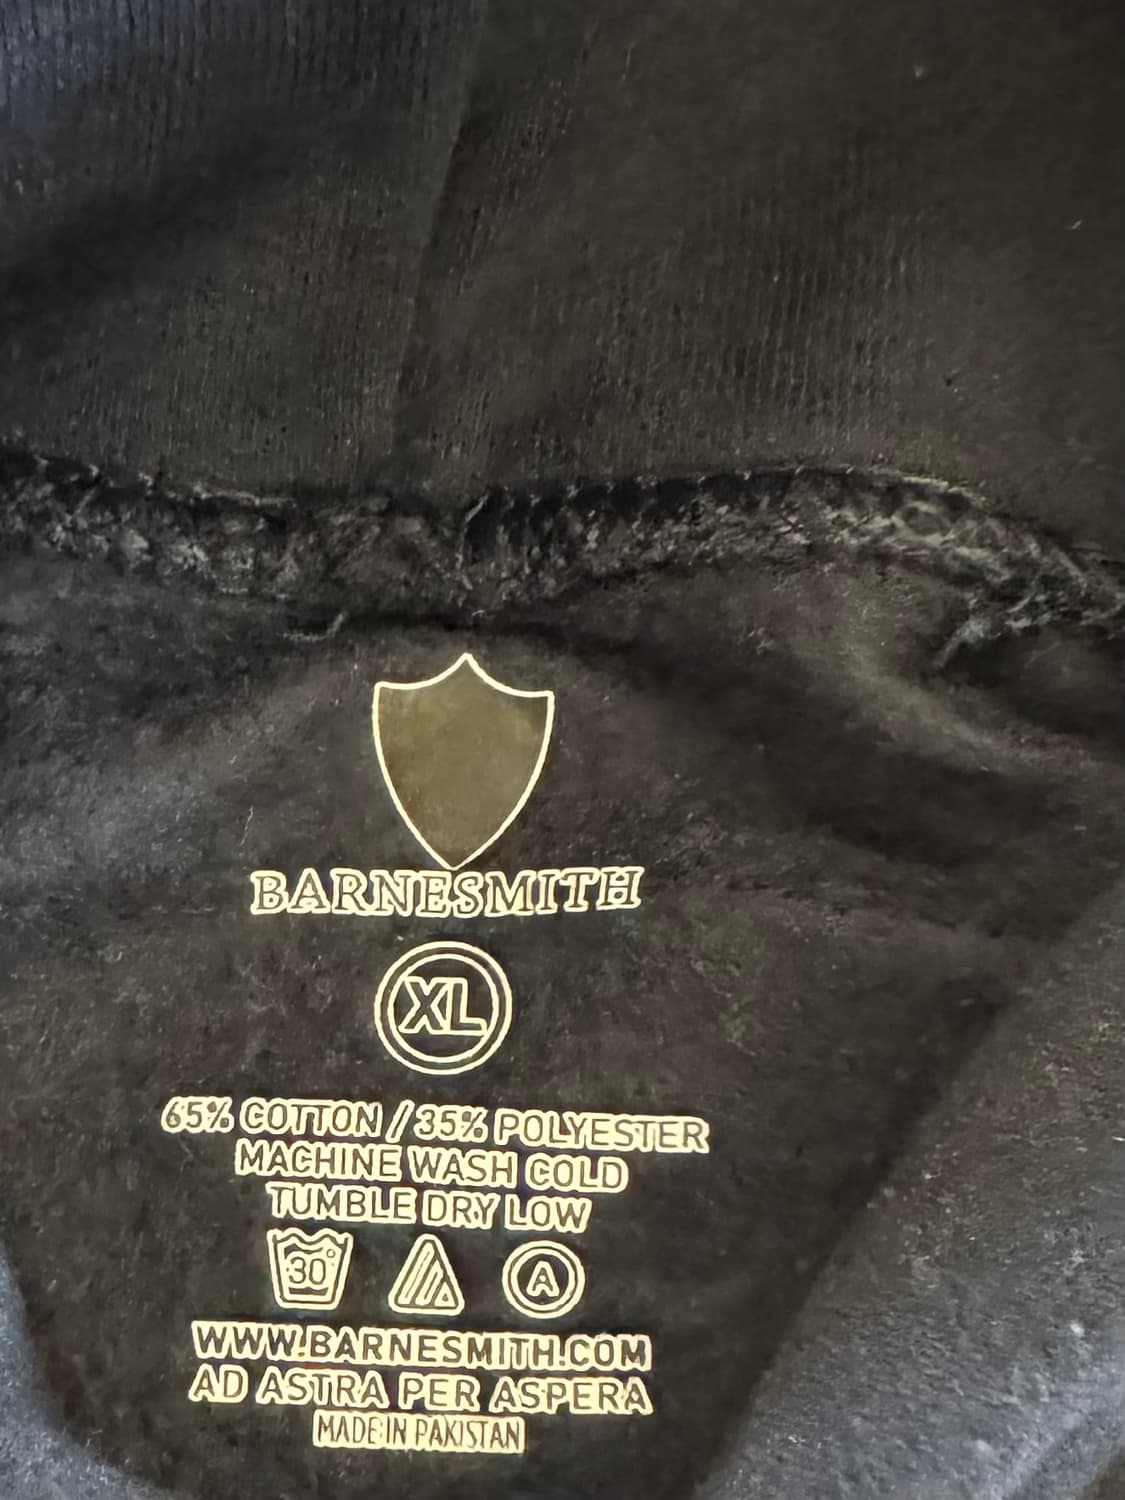 BARNESMITH
XL
65% COTTON / 35% POLYESTER
MACHINE WASH COLD
TUMBLE DRY LOW
30° A
WWW.BARNESMITH.COM
AD ASTRA PER ASPERA
MADE IN PAKISTAN